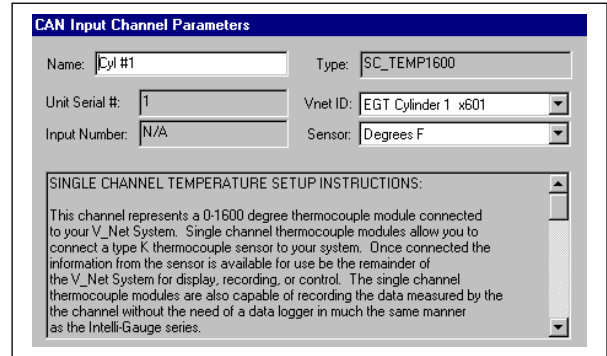 CAN Input Channel Parameters
Name: Cyl #1 Type: SC_TEMP1600
Unit Serial #: 1 Vnet ID: EGT Cylinder 1 x601
Input Number: N/A Sensor: Degrees F
SINGLE CHANNEL TEMPERATURE SETUP INSTRUCTIONS:
This channel represents a 0-1600 degree thermocouple module connected
to your V_Net System. Single channel thermocouple modules allow you to
connect a type K thermocouple sensor to your system. Once connected the
information from the sensor is available for use be the remainder of
the V_Net System for display, recording, or control. The single channel
thermocouple modules are also capable of recording the data measured by the
the channel without the need of a data logger in much the same manner
as the Intelli-Gauge series.